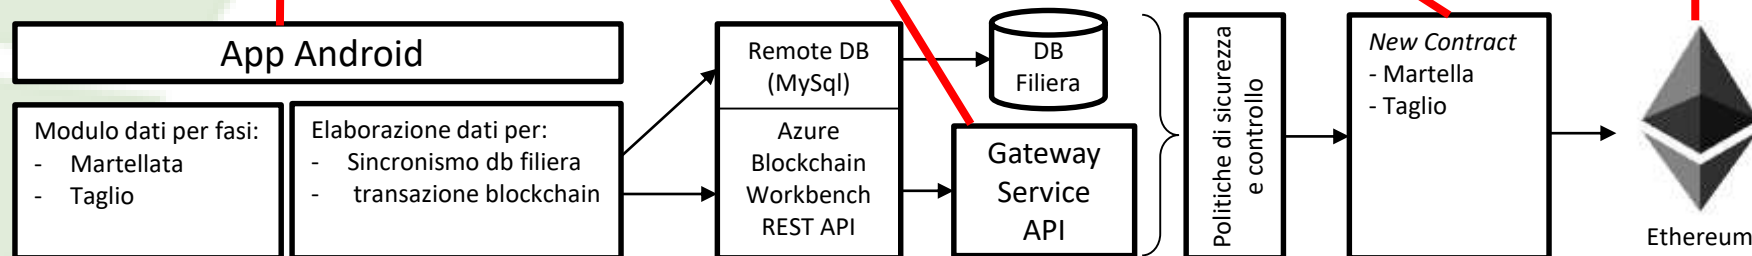 App Android
Modulo dati per fasi:
- Martellata
- Taglio
Elaborazione dati per:
- Sincronismo db filiera
- transazione blockchain
Remote DB
(MySql)
Azure
Blockchain
Workbench
REST API
DB
Filiera
Gateway
Service
API
Politiche di sicurezza
e controllo
New Contract
- Martella
- Taglio
Ethereum